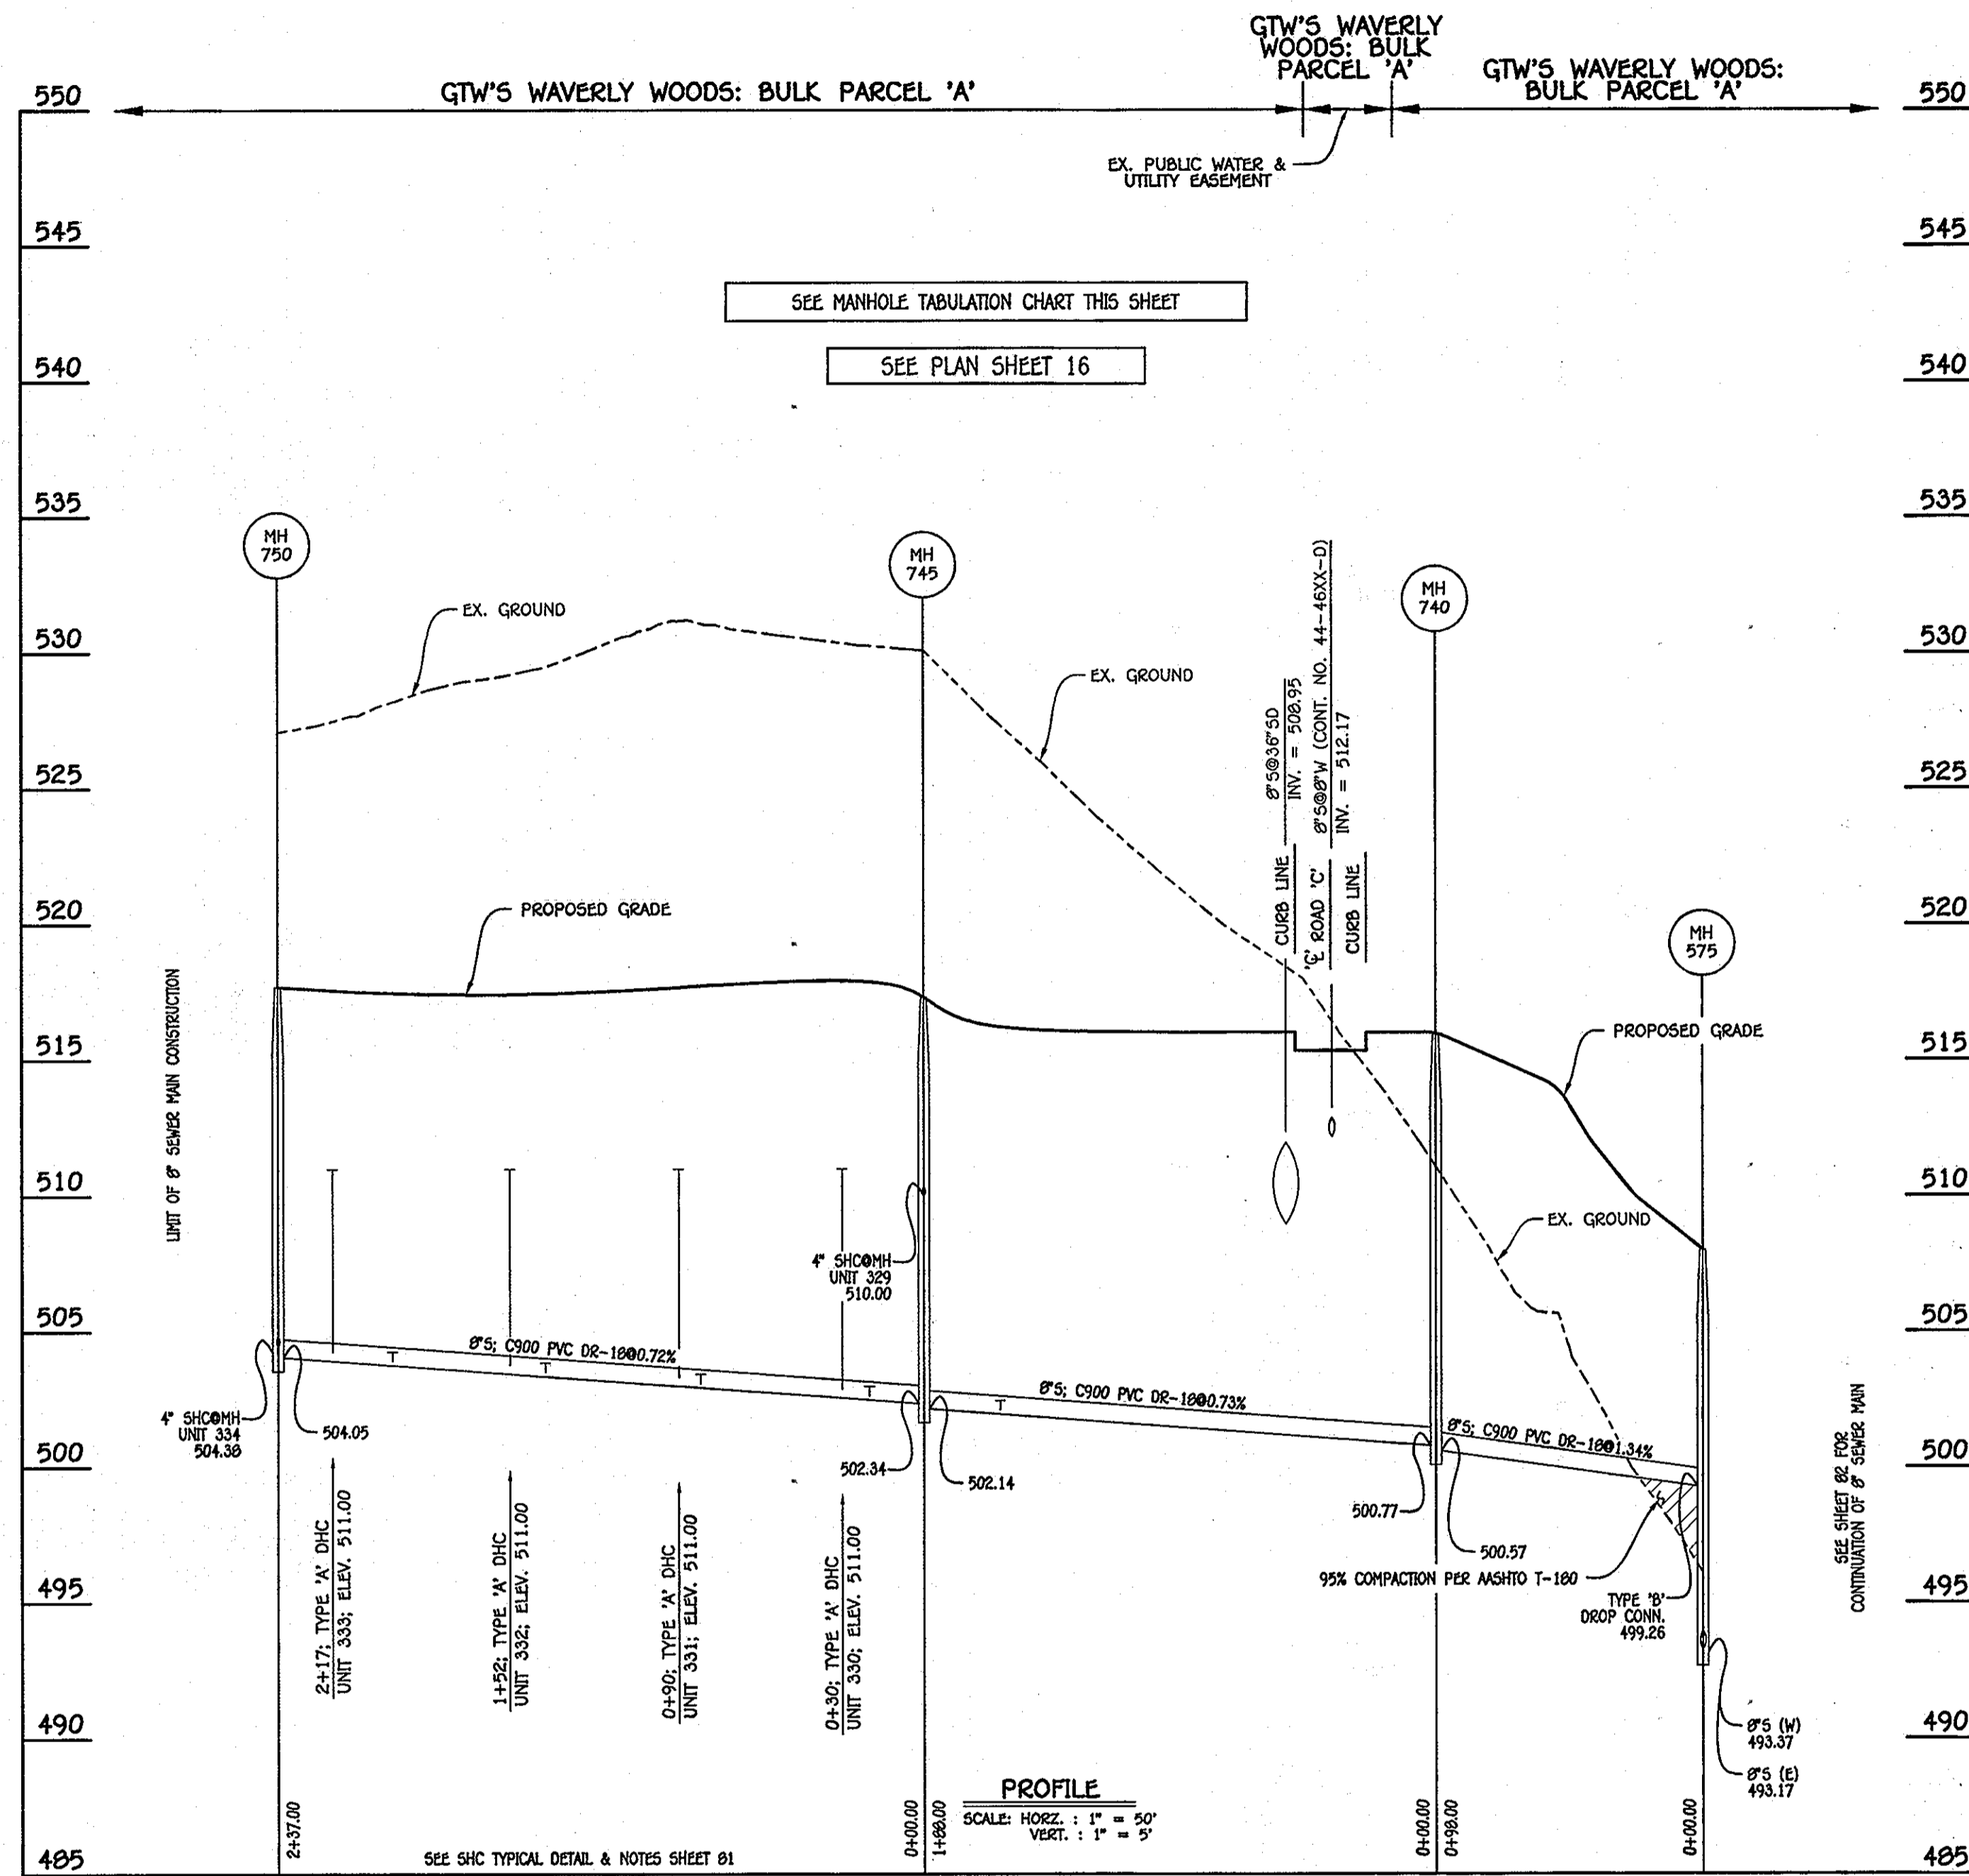 GTW'S WAVERLY WOODS: BULK PARCEL 'A'
GTW'S WAVERLY
WOODS: BULK
PARCEL 'A'
GTW'S WAVERLY WOODS:
BULK PARCEL 'A'
EX. PUBLIC WATER &
UTILITY EASEMENT
550
545
540
535
530
525
520
515
510
505
500
495
490
485
550
545
540
535
530
525
520
515
510
505
500
495
490
485
SEE MANHOLE TABULATION CHART THIS SHEET
SEE PLAN SHEET 16
MH
750
MH
745
MH
740
MH
575
EX. GROUND
EX. GROUND
EX. GROUND
PROPOSED GRADE
PROPOSED GRADE
8"S@36"SD
INV. = 508.95
8"S@8"W (CONT. NO. 44-46XX-D)
INV. = 512.17
CURB LINE
℄ ROAD 'C'
CURB LINE
LIMIT OF 8" SEWER MAIN CONSTRUCTION
4" SHC@MH
UNIT 329
510.00
8"S; C900 PVC DR-18@0.72%
8"S; C900 PVC DR-18@0.73%
8"S; C900 PVC DR-18@1.34%
T
T
T
T
T
4" SHC@MH
UNIT 334
504.38
504.05
502.34
502.14
500.77
500.57
95% COMPACTION PER AASHTO T-180
TYPE 'B'
DROP CONN.
499.26
2+17; TYPE 'A' DHC
UNIT 333; ELEV. 511.00
1+52; TYPE 'A' DHC
UNIT 332; ELEV. 511.00
0+90; TYPE 'A' DHC
UNIT 331; ELEV. 511.00
0+30; TYPE 'A' DHC
UNIT 330; ELEV. 511.00
SEE SHEET 82 FOR
CONTINUATION OF 8" SEWER MAIN
8"S (W)
493.37
8"S (E)
493.17
2+37.00
0+00.00
1+88.00
0+00.00
0+98.00
0+00.00
PROFILE
SCALE: HORZ. : 1" = 50'
VERT. : 1" = 5'
SEE SHC TYPICAL DETAIL & NOTES SHEET 81